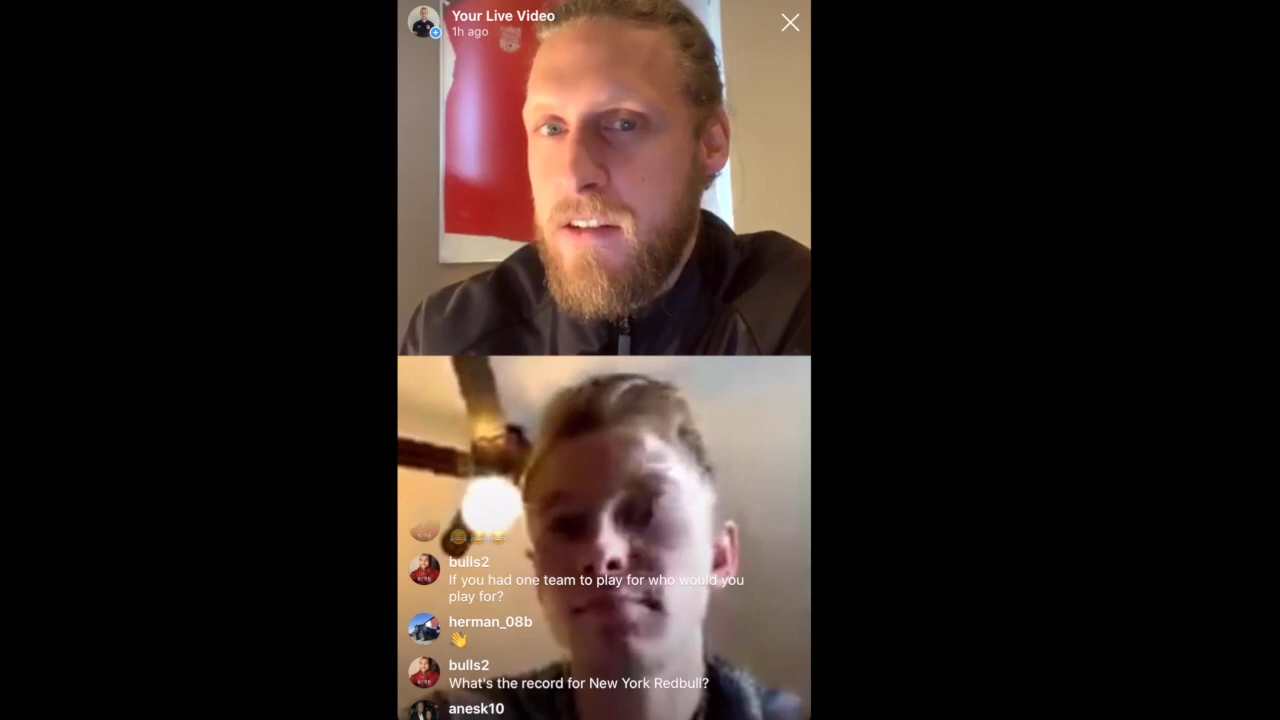 Your Live Video
1h ago
😂😂😂
bulls2
If you had one team to play for who would you
play for?
herman_08b
👋
bulls2
What's the record for New York Redbull?
anesk10